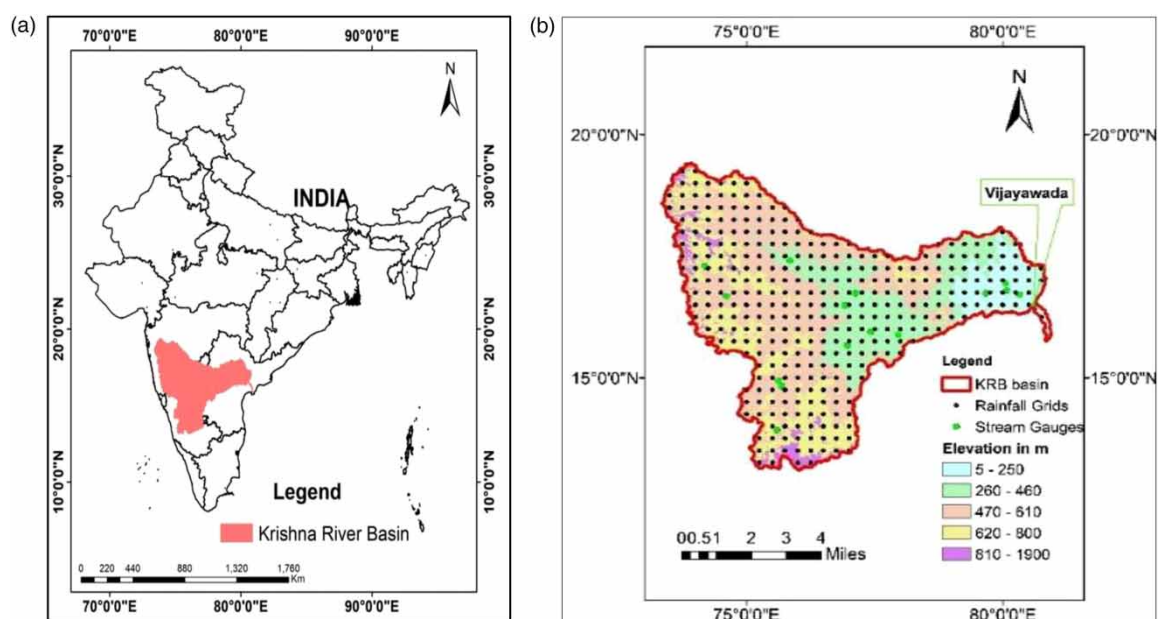 (a)
70°0'0"E 80°0'0"E 90°0'0"E
N
30°0'0"N
30°0'0"N
INDIA
20°0'0"N
20°0'0"N
10°0'0"N
10°0'0"N
Legend
Krishna River Basin
0 220 440 880 1,320 1,760
Km
70°0'0"E 80°0'0"E 90°0'0"E
(b)
75°0'0"E 80°0'0"E
N
20°0'0"N
20°0'0"N
Vijayawada
15°0'0"N
15°0'0"N
Legend
KRB basin
Rainfall Grids
Stream Gauges
Elevation in m
5 - 250
260 - 460
470 - 610
620 - 800
810 - 1900
00.51 2 3 4
Miles
75°0'0"E 80°0'0"E